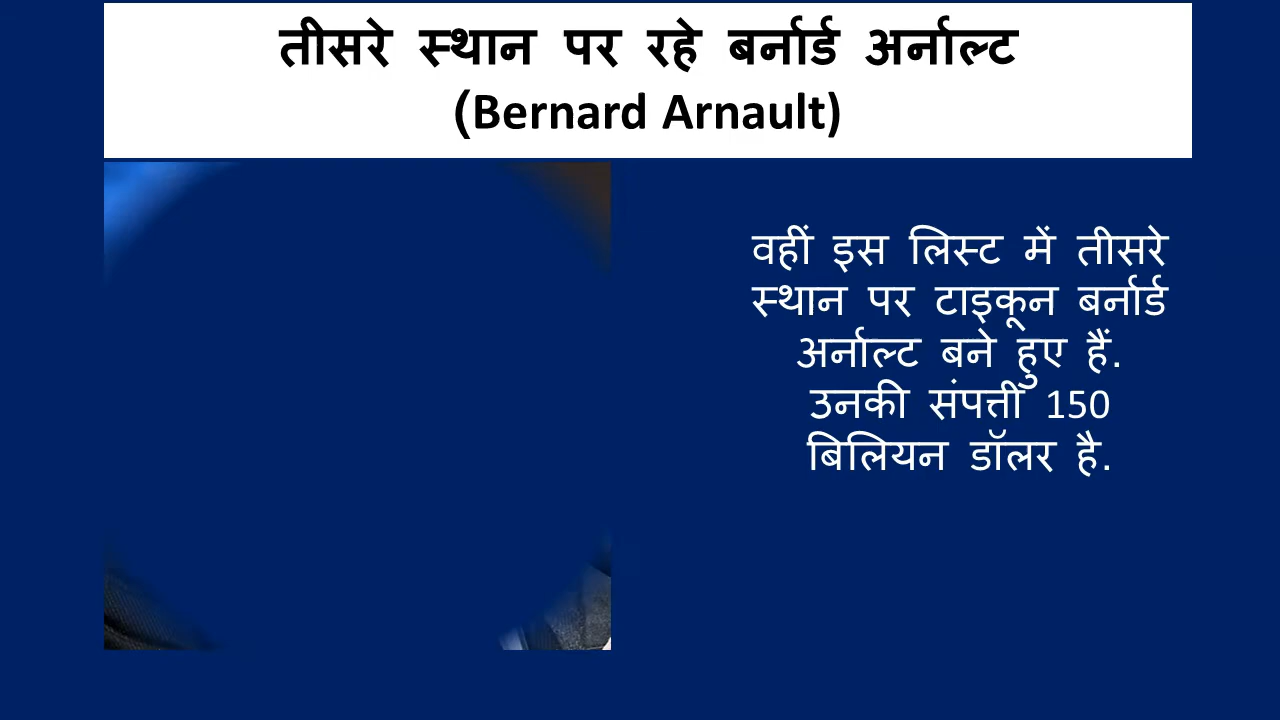 तीसरे स्थान पर रहे बर्नार्ड अर्नाल्ट
(Bernard Arnault)
वहीं इस लिस्ट में तीसरे
स्थान पर टाइकून बर्नार्ड
अर्नाल्ट बने हुए हैं.
उनकी संपत्तीं 150
बिलियन डॉलर है.